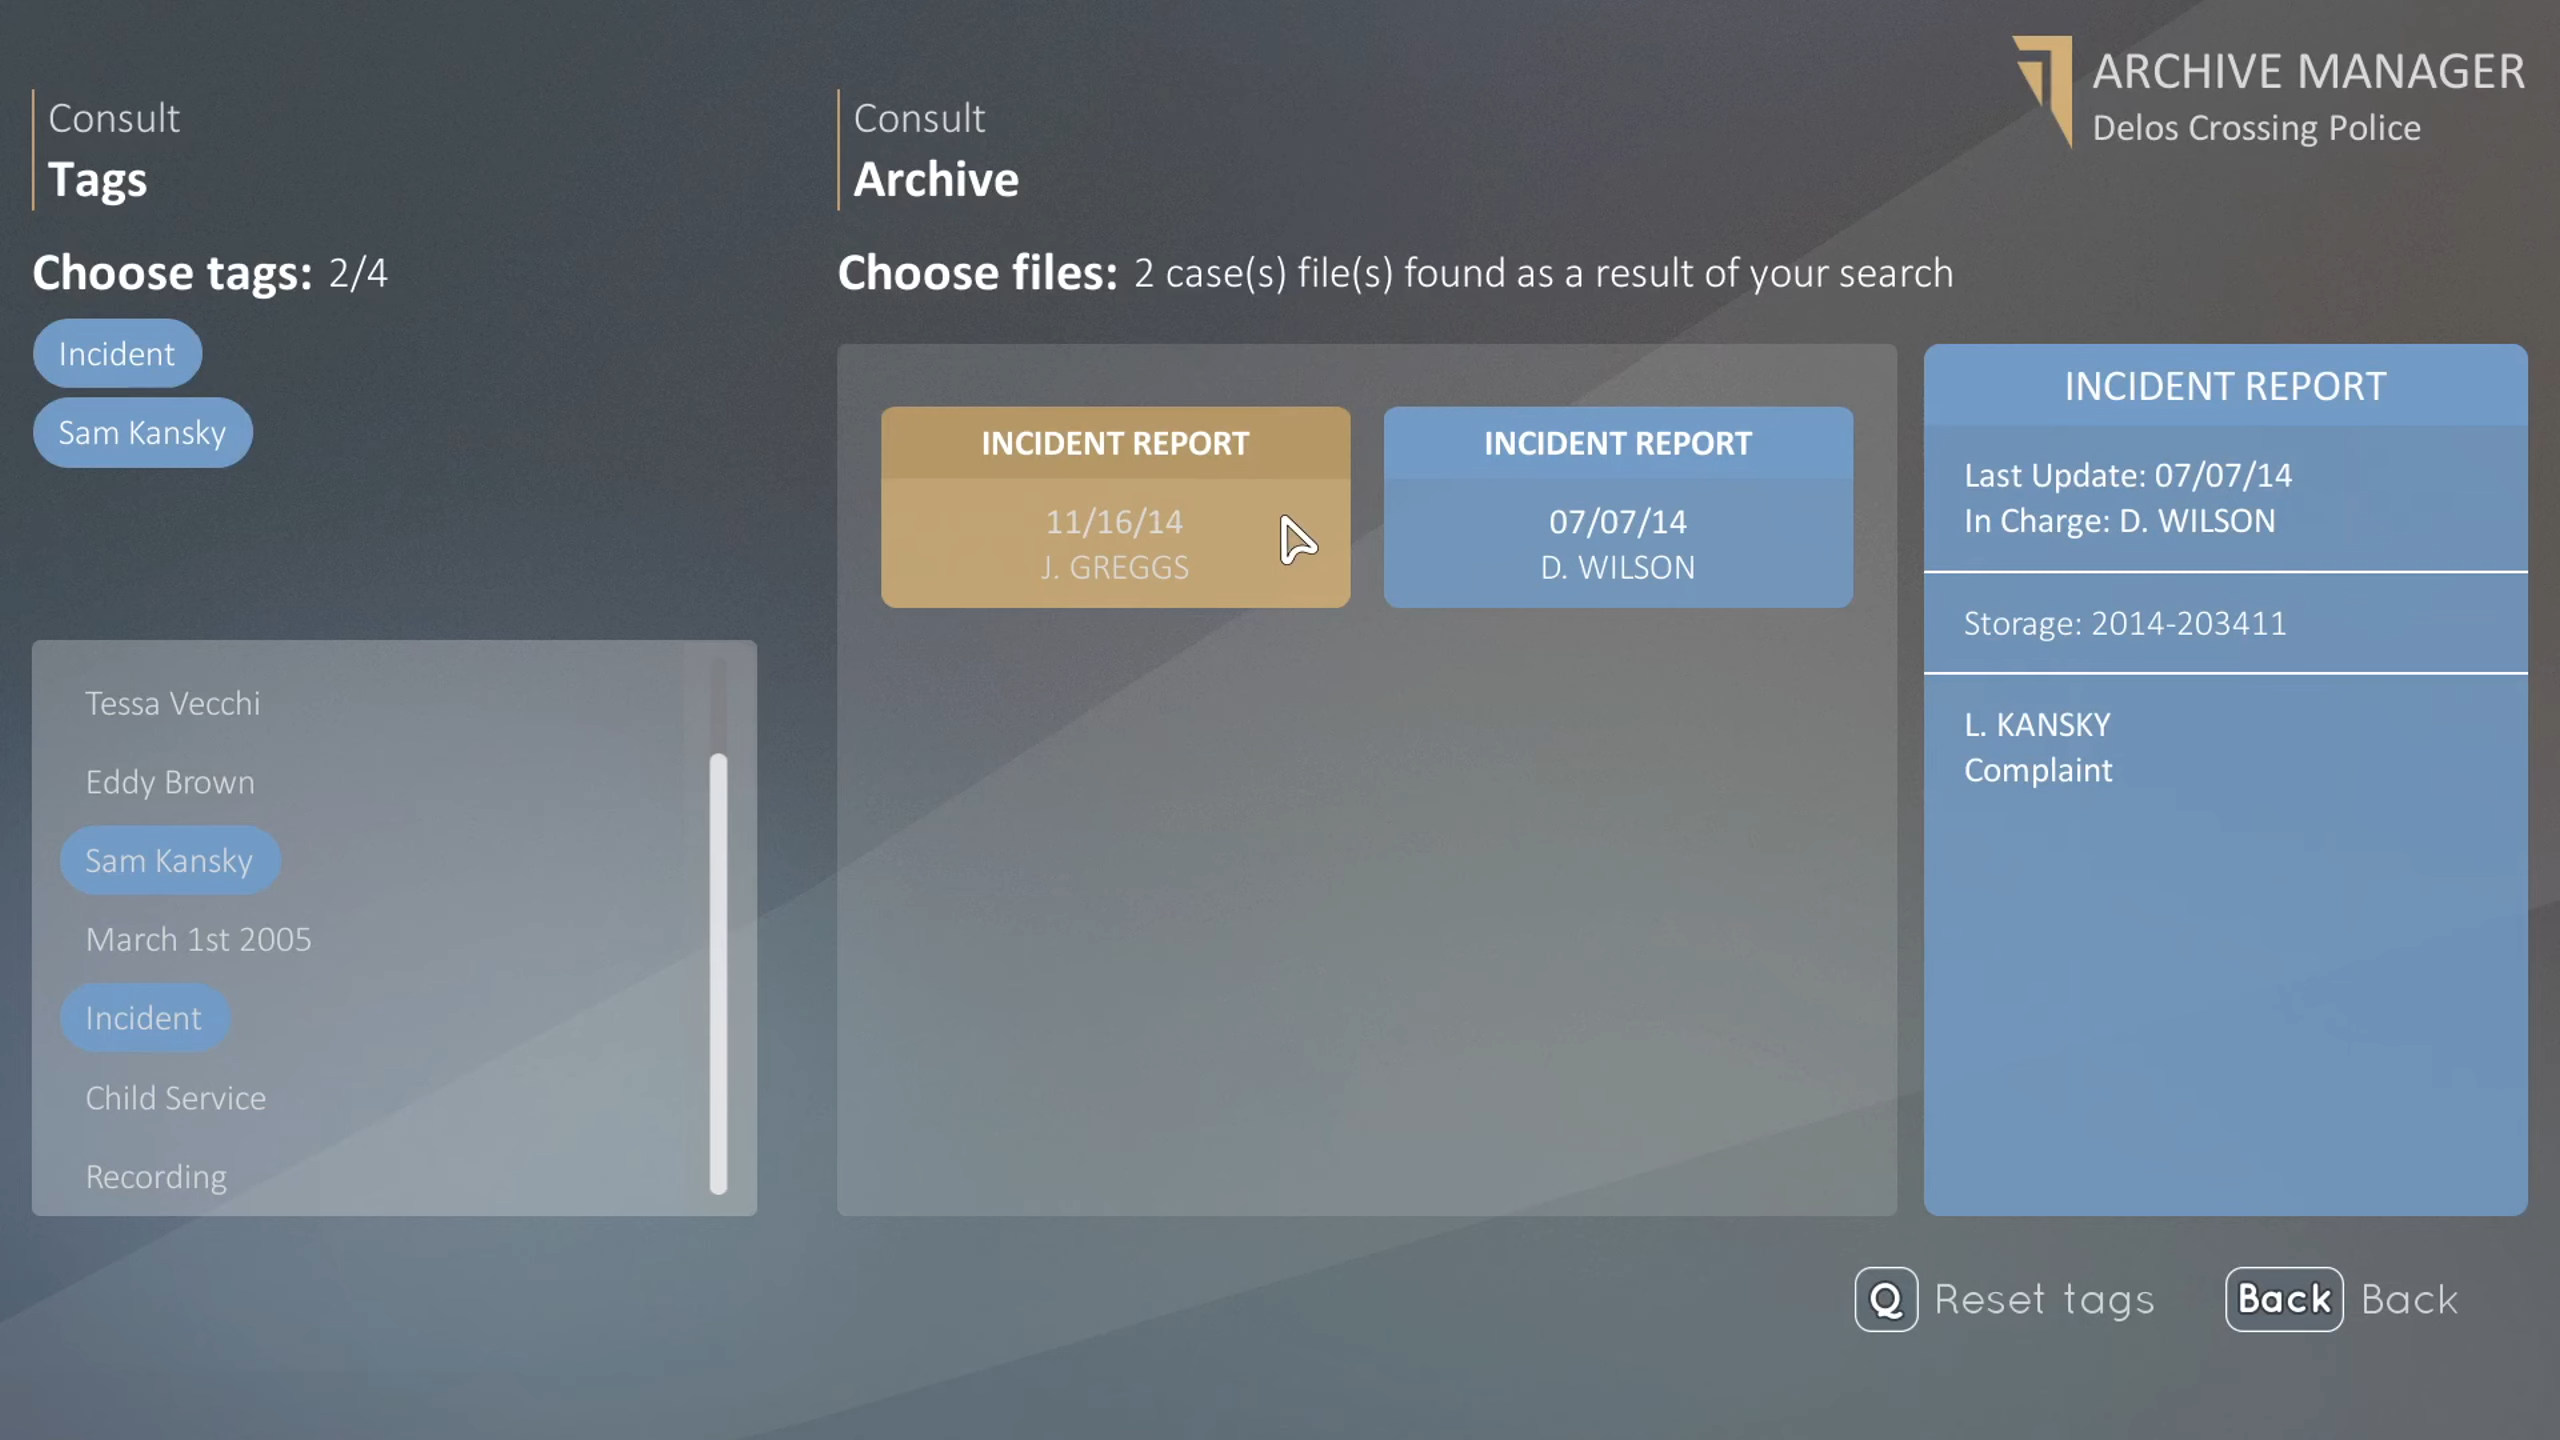 ARCHIVE MANAGER
Delos Crossing Police
Consult
Tags
Choose tags: 2/4
Incident
Sam Kansky
Tessa Vecchi
Eddy Brown
Sam Kansky
March 1st 2005
Incident
Child Service
Recording
Consult
Archive
Choose files: 2 case(s) file(s) found as a result of your search
INCIDENT REPORT
11/16/14
J. GREGGS
INCIDENT REPORT
07/07/14
D. WILSON
INCIDENT REPORT
Last Update: 07/07/14
In Charge: D. WILSON
Storage: 2014-203411
L. KANSKY
Complaint
Q Reset tags
Back Back